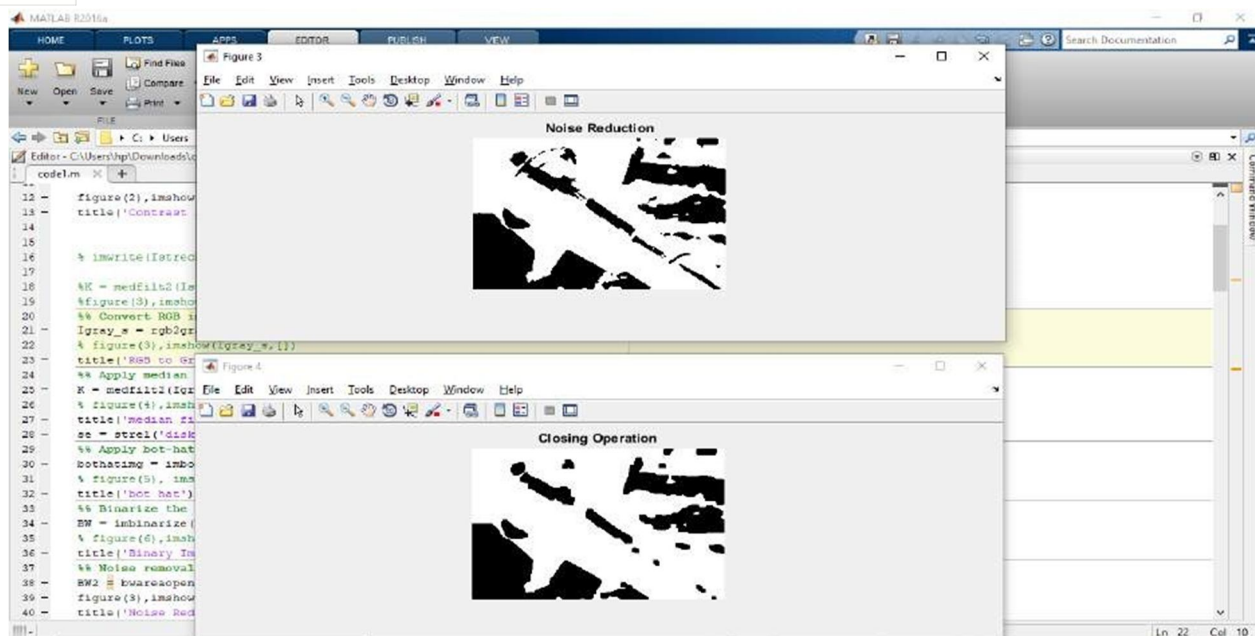 MATLAB R2016a
HOME PLOTS APPS EDITOR PUBLISH VIEW
Search Documentation
New Open Save
Find Files
Compare
Print
FILE
C: ▸ Users
Editor - C:\Users\hp\Downloads\c
code1.m
Command Window
Figure 3
File Edit View Insert Tools Desktop Window Help
Noise Reduction
12 - figure(2),imshow
13 - title('Contrast
14
15
16 % imwrite(Istrec
17
18 %K = medfilt2(Is
19 %figure(3),imsho
20 %% Convert RGB i
21 - Igray_s = rgb2gr
22 % figure(3),imshow(Igray_s,[])
23 - title('RGB to Gr
24 %% Apply median
25 - K = medfilt2(Igr
26 % figure(4),imsh
27 - title('median fi
28 - se = strel('disk
29 %% Apply bot-hat
30 - bothatimg = imbo
31 % figure(5), ims
32 - title('bot hat')
33 %% Binarize the
34 - BW = imbinarize(
35 % figure(6),imsh
36 - title('Binary Im
37 %% Noise removal
38 - BW2 = bwareaopen
39 - figure(3),imshow
40 - title('Noise Red
Figure 4
File Edit View Insert Tools Desktop Window Help
Closing Operation
Ln 22 Col 10